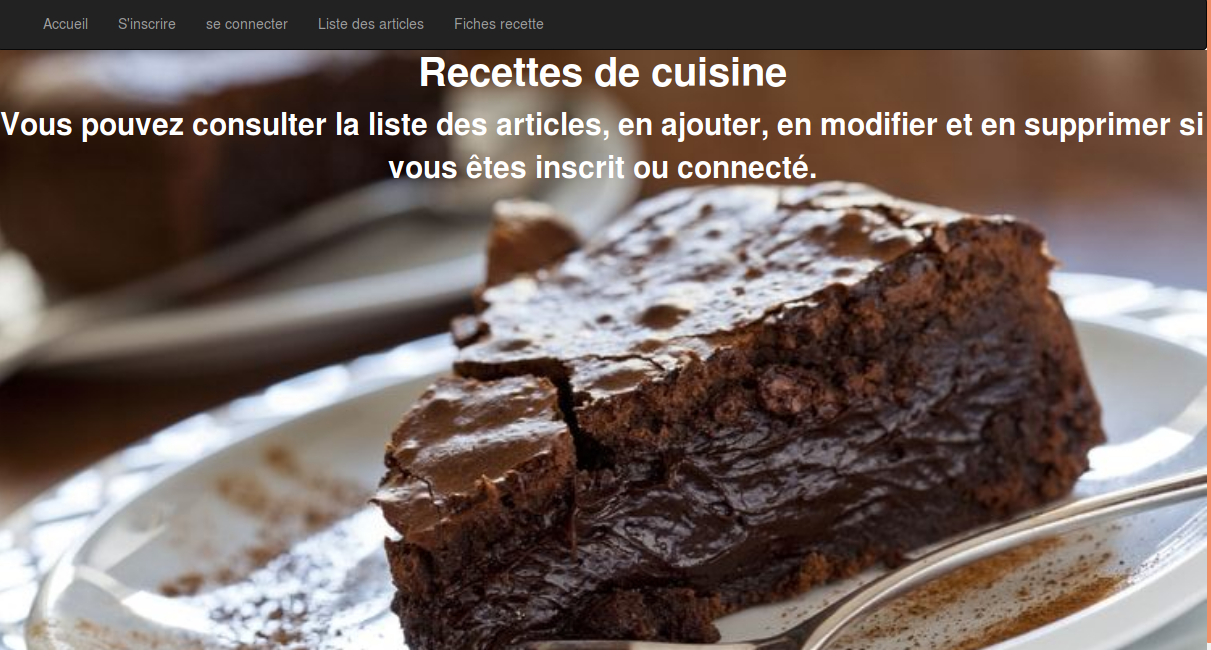 Accueil S'inscrire se connecter Liste des articles Fiches recette
Recettes de cuisine
Vous pouvez consulter la liste des articles, en ajouter, en modifier et en supprimer si
vous êtes inscrit ou connecté.